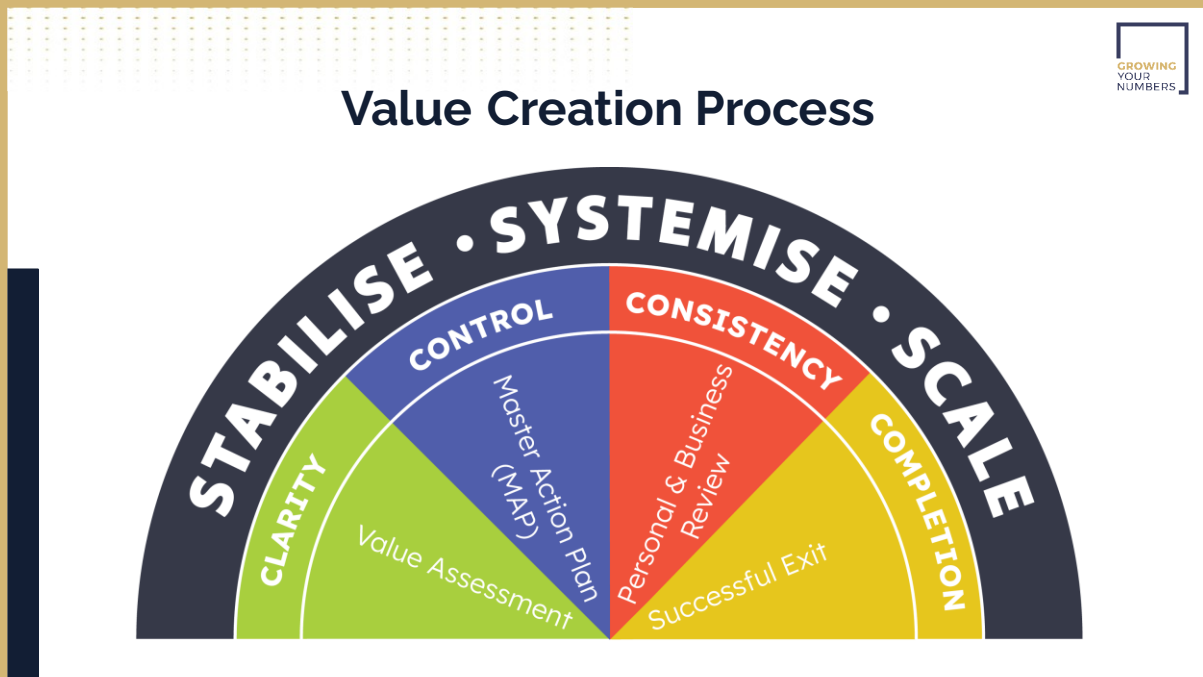 GROWING
YOUR
NUMBERS
Value Creation Process
STABILISE • SYSTEMISE • SCALE
CLARITY
CONTROL
CONSISTENCY
COMPLETION
Value Assessment
Master Action Plan
(MAP)
Personal & Business
Review
Successful Exit